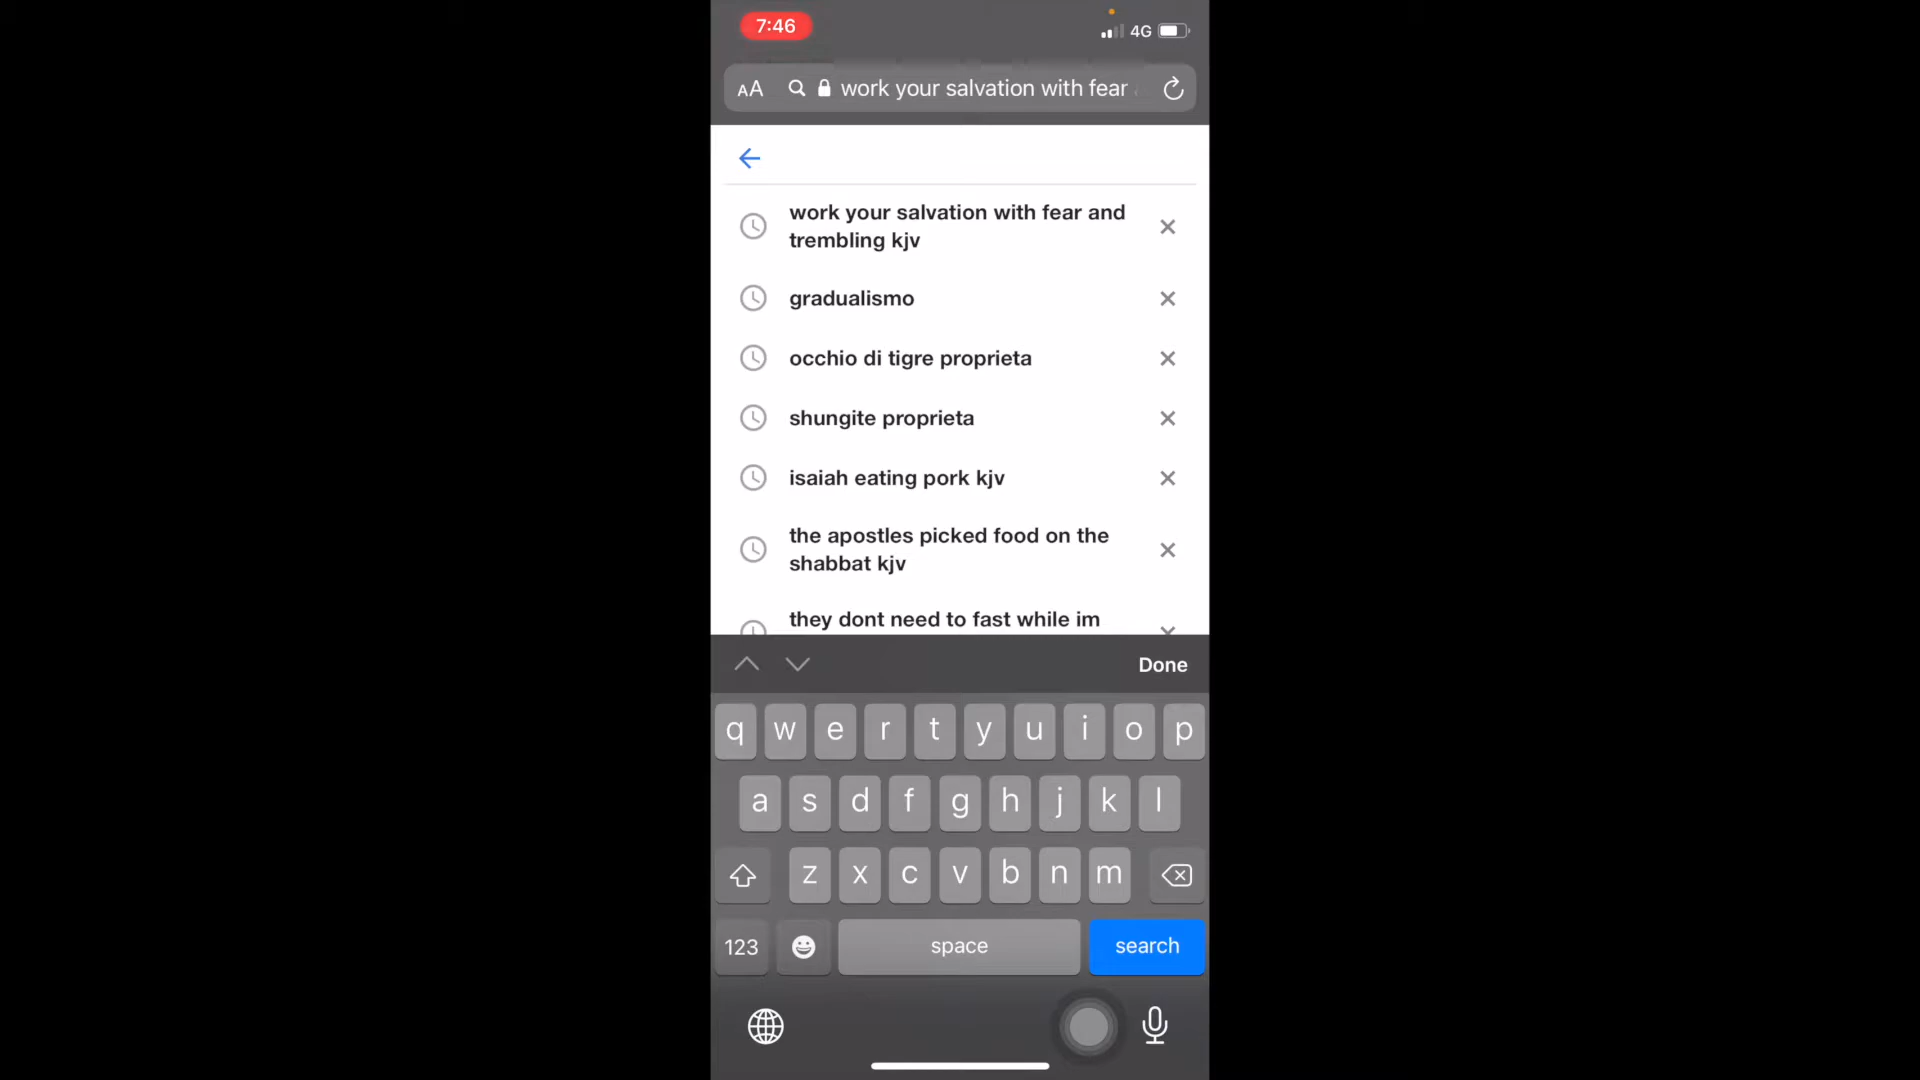 7:46
4G
AA work your salvation with fear
work your salvation with fear and
trembling kjv
gradualismo
occhio di tigre proprieta
shungite proprieta
isaiah eating pork kjv
the apostles picked food on the
shabbat kjv
they dont need to fast while im
Done
q w e r t y u i o p
a s d f g h j k l
z x c v b n m
123 space search